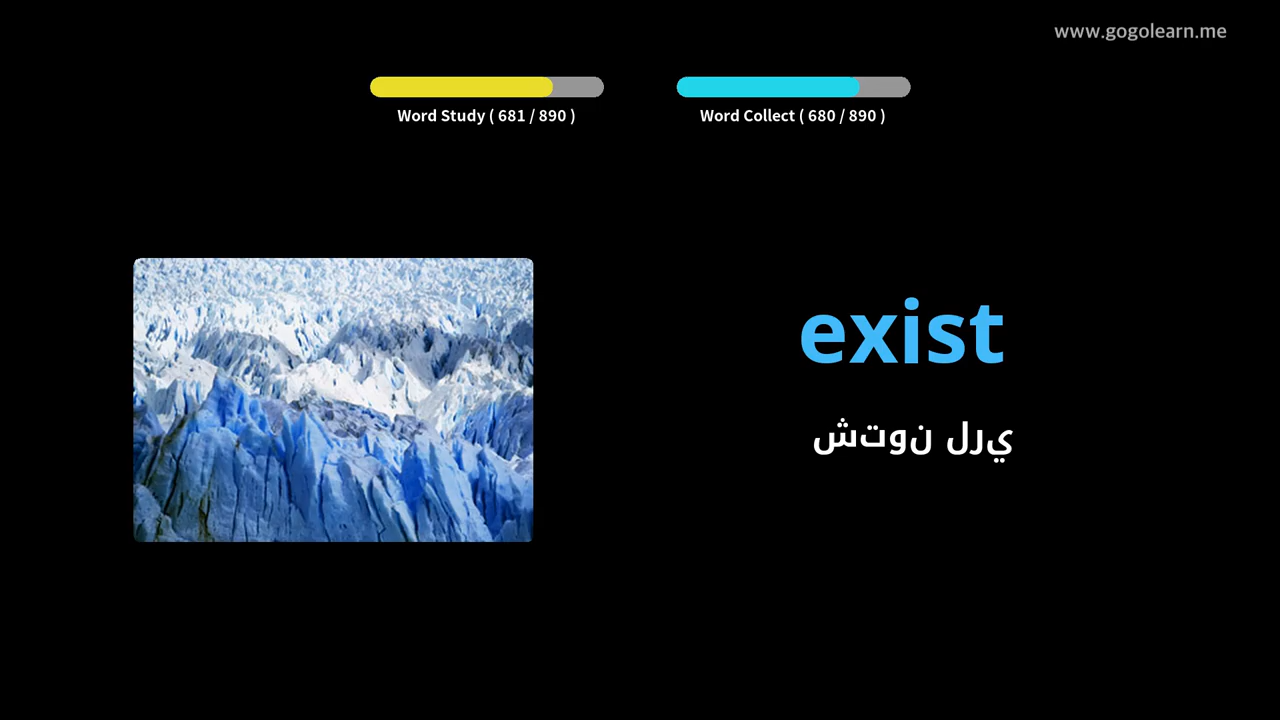 www.gogolearn.me
Word Study ( 681 / 890 )
Word Collect ( 680 / 890 )
exist
يرل نوتش